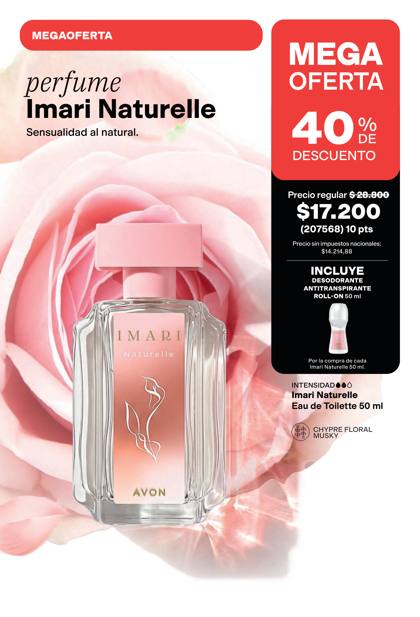 MEGAOFERTA
perfume
Imari Naturelle
Sensualidad al natural.
MEGA
OFERTA
40%
DE
DESCUENTO
Precio regular $ 28.800
$17.200
(207568) 10 pts
Precio sin impuestos nacionales:
$14.214,88
INCLUYE
DESODORANTE
ANTITRANSPIRANTE
ROLL-ON 50 ml
Por la compra de cada
Imari Naturelle 50 ml.
INTENSIDAD
Imari Naturelle
Eau de Toilette 50 ml
CHYPRE FLORAL
MUSKY
IMARI
Naturelle
AVON